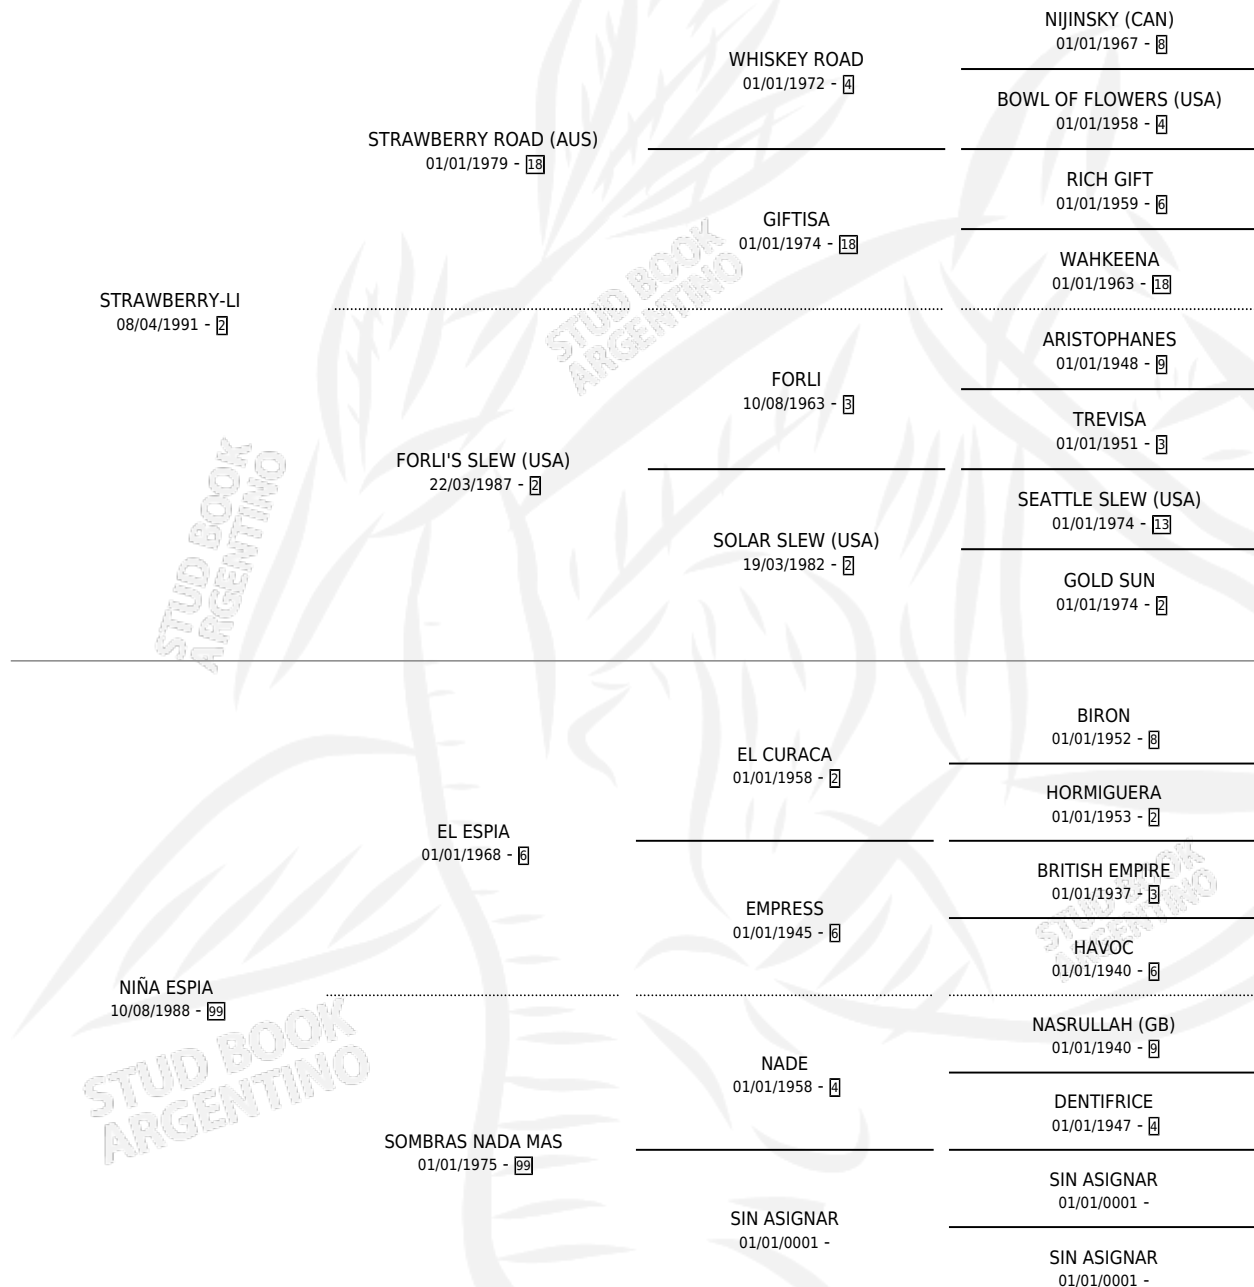 NIJINSKY (CAN)
01/01/1967 - 8
WHISKEY ROAD
01/01/1972 - 4
BOWL OF FLOWERS (USA)
01/01/1958 - 4
STRAWBERRY ROAD (AUS)
01/01/1979 - 18
RICH GIFT
01/01/1959 - 6
GIFTISA
01/01/1974 - 18
WAHKEENA
01/01/1963 - 18
STRAWBERRY-LI
08/04/1991 - 2
STUD BOOK
ARGENTINO
ARISTOPHANES
01/01/1948 - 9
FORLI
10/08/1963 - 3
TREVISA
01/01/1951 - 3
FORLI'S SLEW (USA)
22/03/1987 - 2
SEATTLE SLEW (USA)
01/01/1974 - 13
SOLAR SLEW (USA)
19/03/1982 - 2
GOLD SUN
01/01/1974 - 2
STUD BOOK
ARGENTINO
BIRON
01/01/1952 - 8
EL CURACA
01/01/1958 - 2
HORMIGUERA
01/01/1953 - 2
EL ESPIA
01/01/1968 - 6
BRITISH EMPIRE
01/01/1937 - 3
EMPRESS
01/01/1945 - 6
HAVOC
01/01/1940 - 6
STUD BOOK
ARGENTINO
NIÑA ESPIA
10/08/1988 - 99
STUD BOOK
ARGENTINO
NASRULLAH (GB)
01/01/1940 - 9
NADE
01/01/1958 - 4
DENTIFRICE
01/01/1947 - 4
SOMBRAS NADA MAS
01/01/1975 - 99
SIN ASIGNAR
01/01/0001 -
SIN ASIGNAR
01/01/0001 -
SIN ASIGNAR
01/01/0001 -